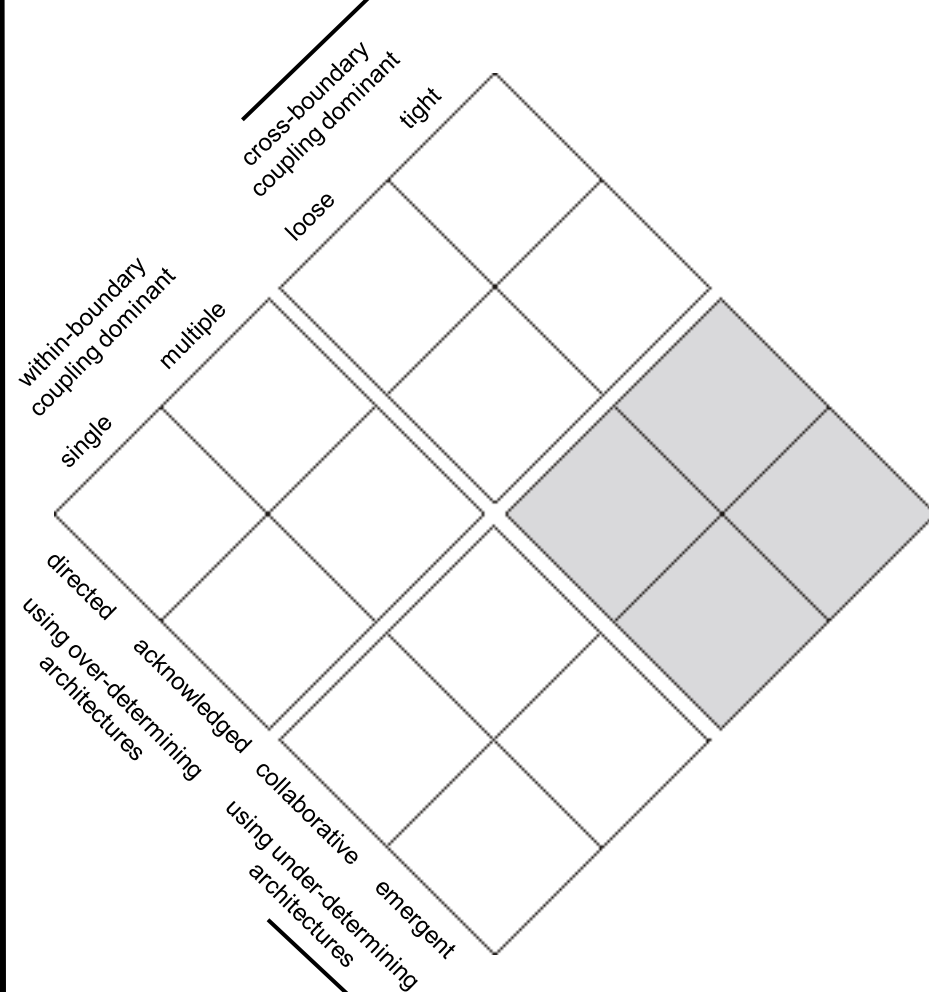 cross-boundary
coupling dominant
tight
loose
within-boundary
coupling dominant
multiple
single
directed
acknowledged
using over-determining
architectures
collaborative
emergent
using under-determining
architectures